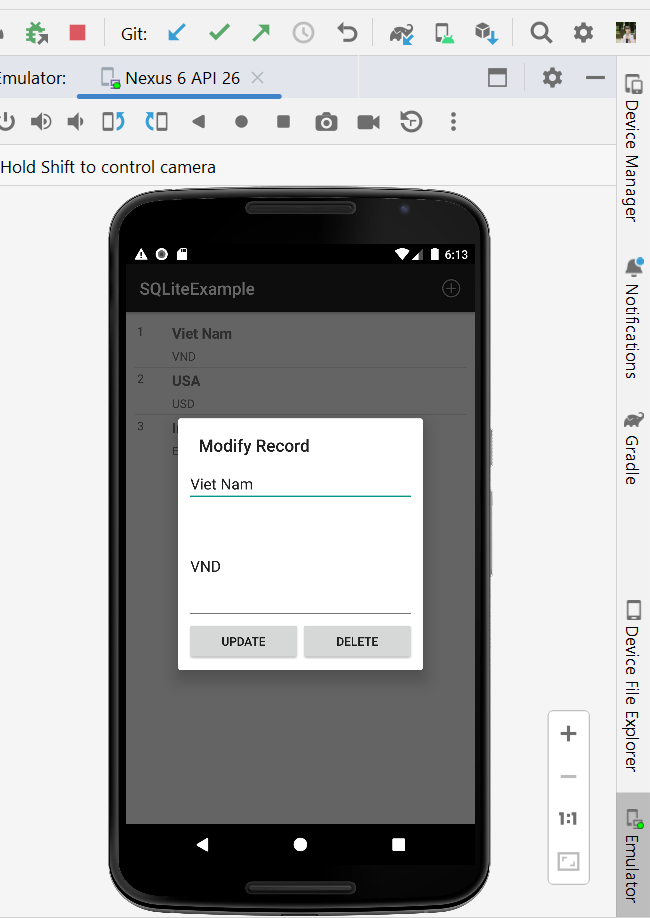 Git:
Emulator:
Nexus 6 API 26
Hold Shift to control camera
6:13
SQLiteExample
1
Viet Nam
VND
2
USA
USD
3
Modify Record
Viet Nam
VND
UPDATE
DELETE
1:1
Device Manager
Notifications
Gradle
Device File Explorer
Emulator